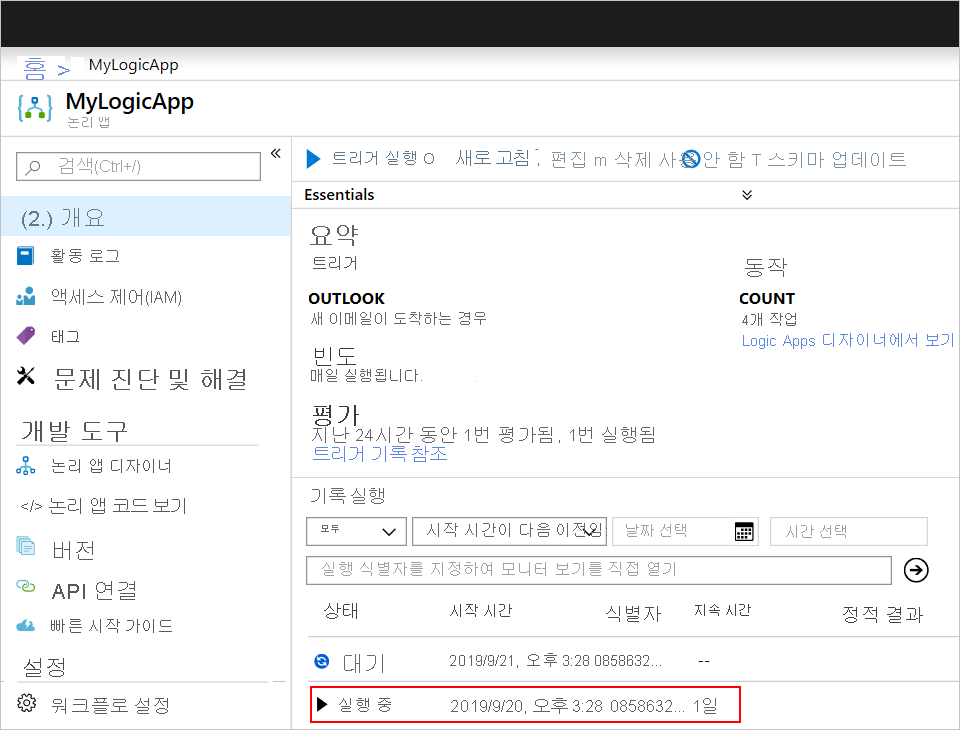 홈 > MyLogicApp
MyLogicApp
논리 앱
검색(Ctrl+/)
«
트리거 실행 O 새로 고침 편집 m 삭제 사용 안 함 T 스키마 업데이트
Essentials
(2.) 개요
요약
활동 로그
트리거
동작
액세스 제어(IAM)
OUTLOOK
COUNT
새 이메일이 도착하는 경우
4개 작업
태그
Logic Apps 디자이너에서 보기
빈도
매일 실행됩니다.
문제 진단 및 해결
평가
개발 도구
지난 24시간 동안 1번 평가됨, 1번 실행됨
트리거 기록 참조
논리 앱 디자이너
기록 실행
</> 논리 앱 코드 보기
모두
시작 시간이 다음 이전임
날짜 선택
시간 선택
버전
실행 식별자를 지정하여 모니터 보기를 직접 열기
API 연결
상태 시작 시간 식별자 지속 시간 정적 결과
빠른 시작 가이드
대기 2019/9/21, 오후 3:28 0858632... --
설정
실행 중 2019/9/20, 오후 3:28 0858632... 1일
워크플로 설정